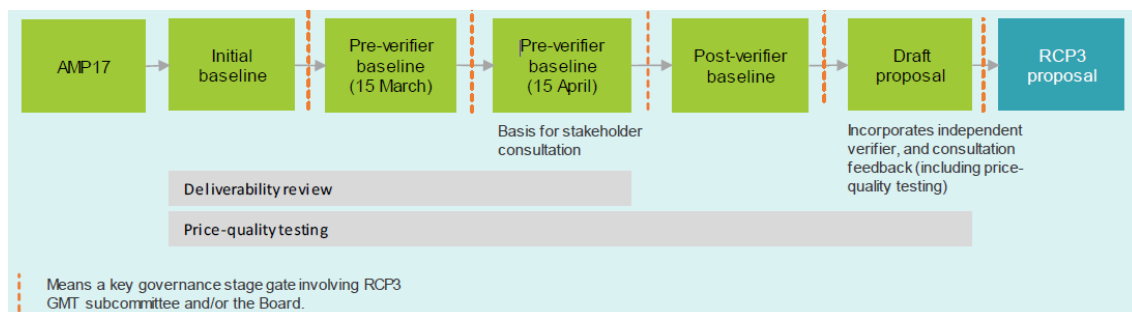 AMP17
Initial
baseline
Pre-verifier
baseline
(15 March)
Pre-verifier
baseline
(15 April)
Post-verifier
baseline
Draft
proposal
RCP3
proposal
Basis for stakeholder
consultation
Incorporates independent
verifier, and consultation
feedback (including price-
quality testing)
Deliverability review
Price-quality testing
Means a key governance stage gate involving RCP3
GMT subcommittee and/or the Board.